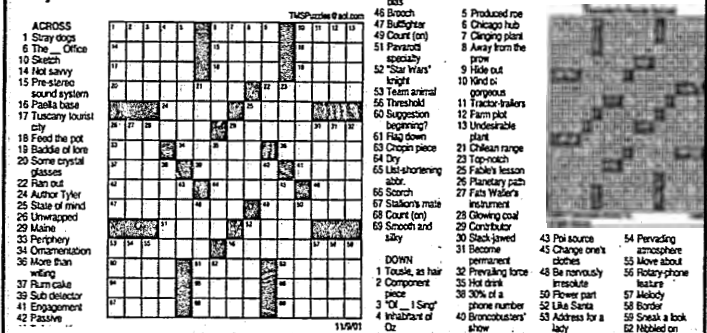 TMSPuzzles@aol.com
ACROSS
1 Stray dogs
6 The __ Office
10 Sketch
14 Not savvy
15 Pre-stereo
sound system
16 Paella base
17 Tuscany tourist
city
18 Feed the pot
19 Baddie of lore
20 Some crystal
glasses
22 Ran out
24 Author Tyler
25 State of mind
26 Unwrapped
29 Maine
33 Periphery
34 Ornamentation
36 More than
willing
37 Rum cake
39 Sub detector
41 Engagement
42 Passive
11/9/01
46 Brooch
47 Bullfighter
49 Count (on)
51 Pavarotti
specialty
52 "Star Wars"
knight
53 Team animal
56 Threshold
60 Suggestion
beginning?
61 Flag down
63 Chopin piece
64 Dry
65 List-shortening
abbr.
66 Scorch
67 Stallion's mate
68 Count (on)
69 Smooth and
silky
DOWN
1 Tousle, as hair
2 Component
piece
3 "Of __ I Sing"
4 Inhabitant of
Oz
5 Produced roe
6 Chicago hub
7 Clinging plant
8 Away from the
prow
9 Hide out
10 Kind of
gorgeous
11 Tractor-trailers
12 Farm plot
13 Undesirable
plant
21 Chilean range
23 Top-notch
25 Fable's lesson
26 Planetary path
27 Fats Waller's
instrument
28 Glowing coal
29 Contributor
30 Slack-jawed
31 Become
permanent
32 Prevailing force
35 Hot drink
38 30% of a
phone number
40 Broncobusters'
show
43 Poi source
45 Change one's
clothes
48 Be nervously
irresolute
50 Flower part
52 Like Santa
53 Address for a
lady
54 Pervading
atmosphere
55 Move about
56 Rotary-phone
feature
57 Melody
58 Border
59 Sneak a look
62 Nibbled on